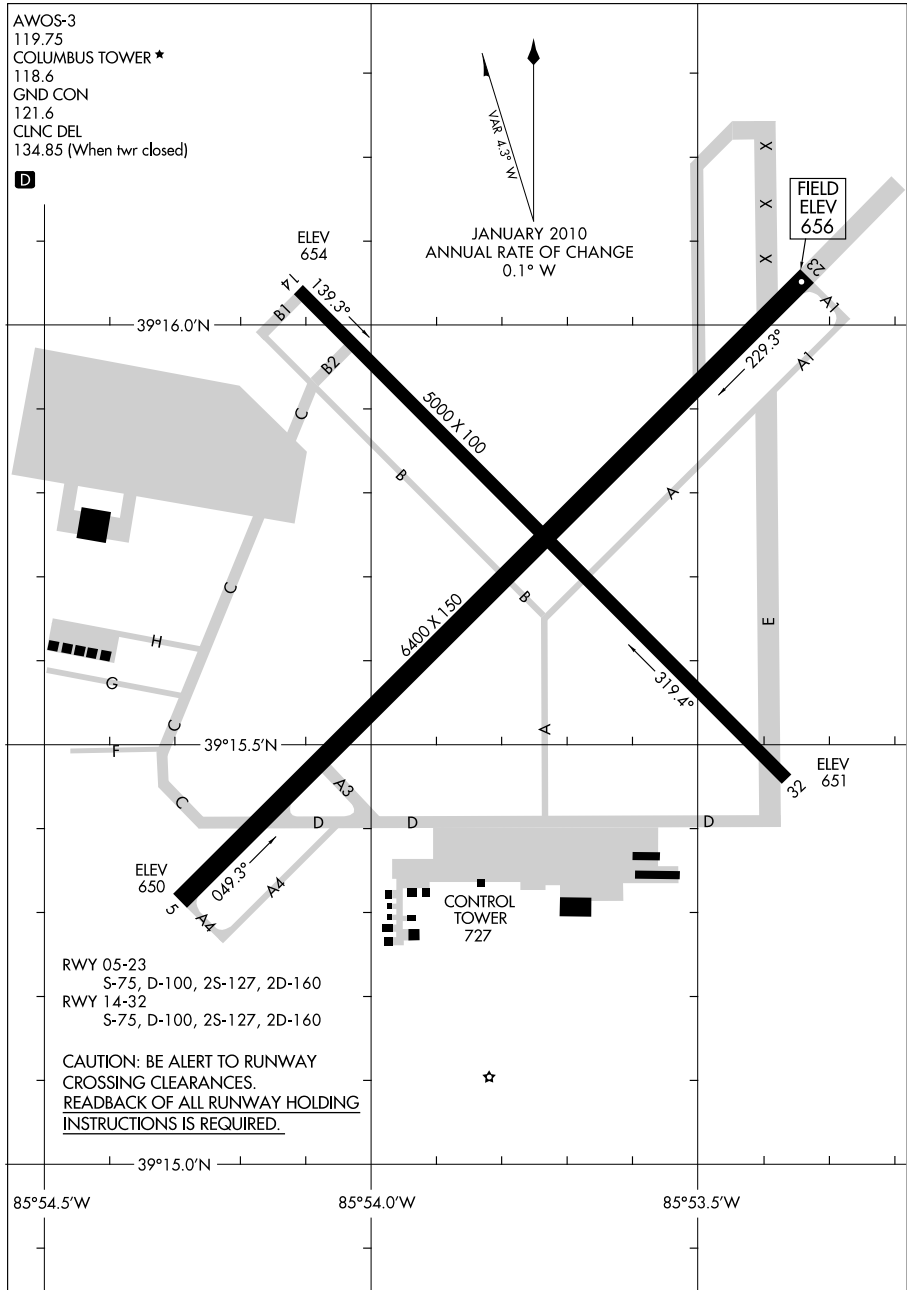 AWOS-3
119.75
COLUMBUS TOWER ★
118.6
GND CON
121.6
CLNC DEL
134.85 (When twr closed)
D
VAR 4.3° W
JANUARY 2010
ANNUAL RATE OF CHANGE
0.1° W
X
X
X
FIELD
ELEV
656
ELEV
654
14
139.3°
23
A1
B1
39°16.0'N
B2
229.3°
A1
C
5000 X 100
B
A
C
B
6400 X 150
E
H
G
319.4°
C
A
F
39°15.5'N
ELEV
651
32
A3
C
D
D
D
ELEV
650
049.3°
A4
5
A4
CONTROL
TOWER
727
RWY 05-23
S-75, D-100, 2S-127, 2D-160
RWY 14-32
S-75, D-100, 2S-127, 2D-160
CAUTION: BE ALERT TO RUNWAY
CROSSING CLEARANCES.
READBACK OF ALL RUNWAY HOLDING
INSTRUCTIONS IS REQUIRED.
39°15.0'N
85°54.5'W
85°54.0'W
85°53.5'W